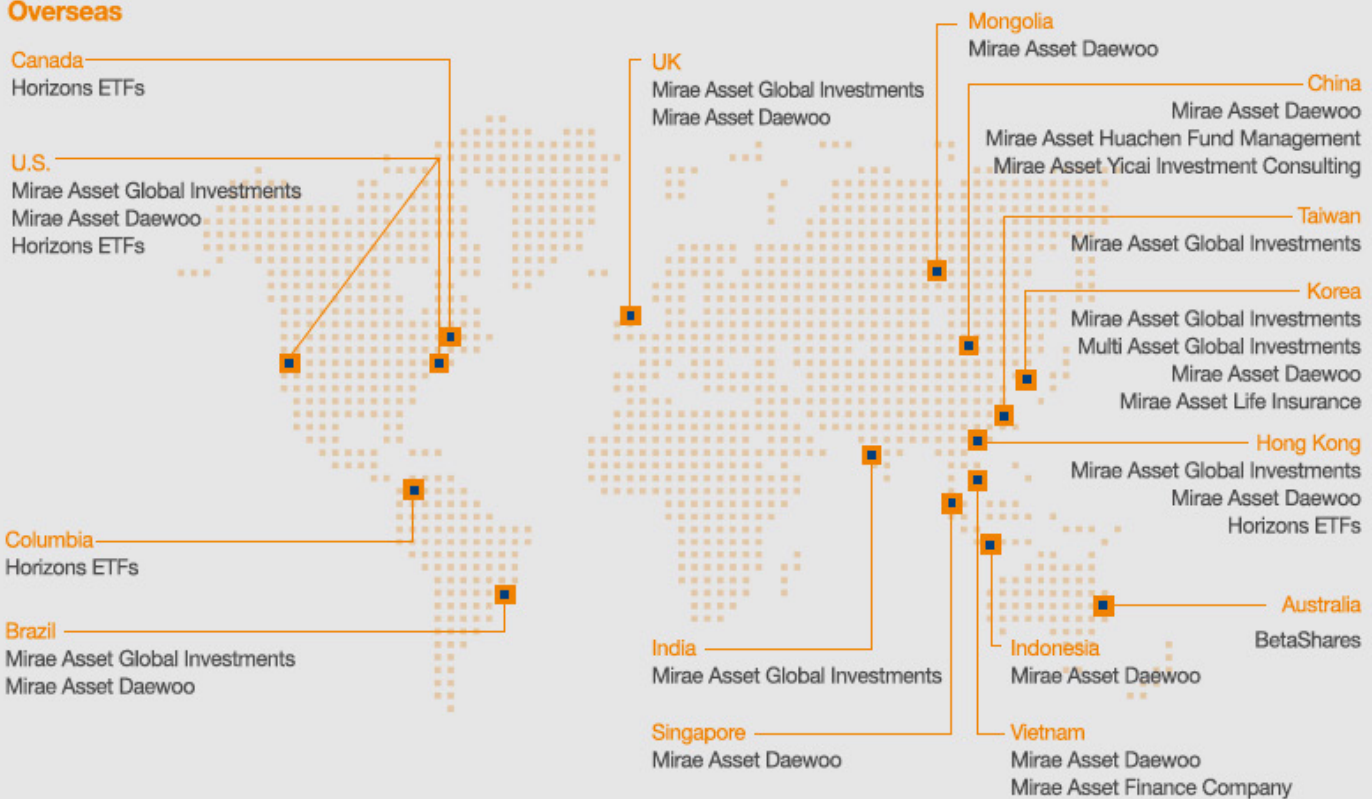 Overseas
Canada
Horizons ETFs
U.S.
Mirae Asset Global Investments
Mirae Asset Daewoo
Horizons ETFs
Columbia
Horizons ETFs
Brazil
Mirae Asset Global Investments
Mirae Asset Daewoo
UK
Mirae Asset Global Investments
Mirae Asset Daewoo
India
Mirae Asset Global Investments
Singapore
Mirae Asset Daewoo
Mongolia
Mirae Asset Daewoo
China
Mirae Asset Daewoo
Mirae Asset Huachen Fund Management
Mirae Asset Yicai Investment Consulting
Taiwan
Mirae Asset Global Investments
Korea
Mirae Asset Global Investments
Multi Asset Global Investments
Mirae Asset Daewoo
Mirae Asset Life Insurance
Hong Kong
Mirae Asset Global Investments
Mirae Asset Daewoo
Horizons ETFs
Australia
BetaShares
Indonesia
Mirae Asset Daewoo
Vietnam
Mirae Asset Daewoo
Mirae Asset Finance Company